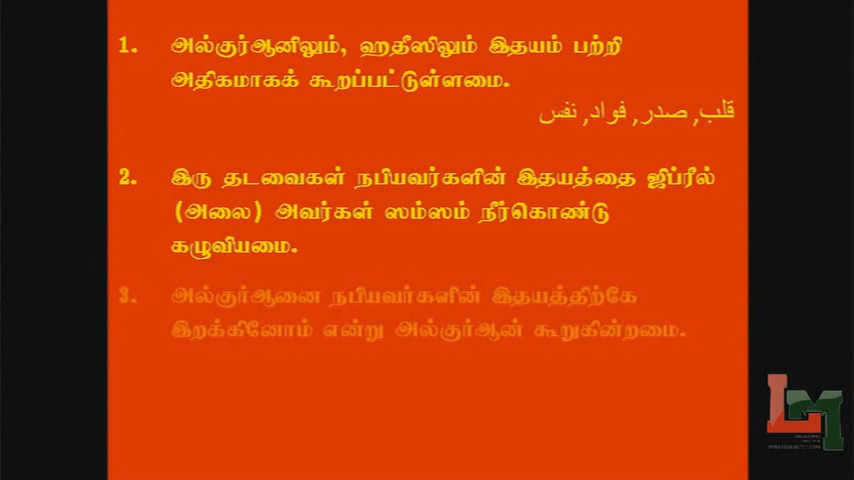 1. அல்குர்ஆனிலும், ஹதீஸிலும் இதயம் பற்றி
அதிகமாகக் கூறப்பட்டுள்ளமை.
قلب, صدر, فواد, نفس
2. இரு தடவைகள் நபியவர்களின் இதயத்தை ஜிப்ரீல்
(அலை) அவர்கள் ஸம்ஸம் நீர்கொண்டு
கழுவியமை.
3. அல்குர்ஆனை நபியவர்களின் இதயத்திற்கே
இறக்கினோம் என்று அல்குர்ஆன் கூறுகின்றமை.
LM